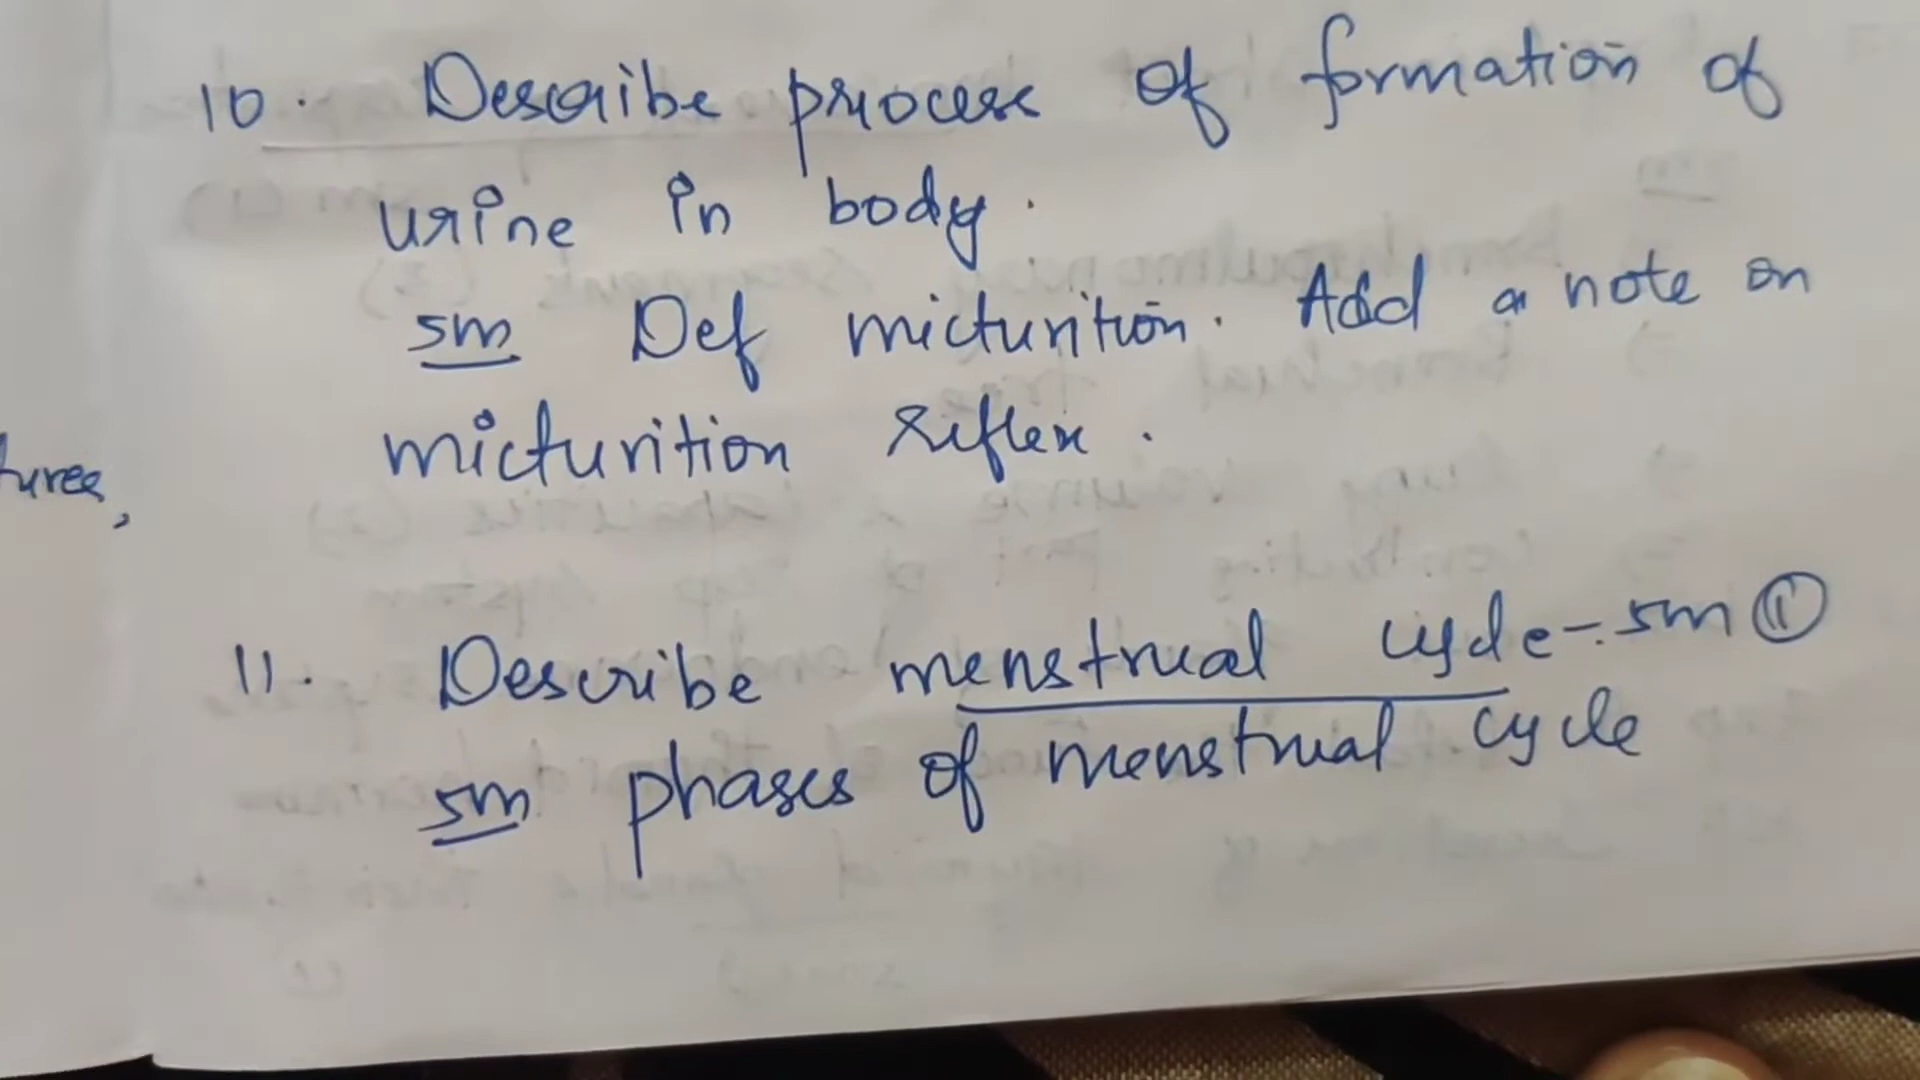 10. Describe process of formation of
urine in body.
5m Def micturition. Add a note on
micturition reflex.
tures,
11. Describe menstrual cycle - 5m ①
5m phases of menstrual cycle